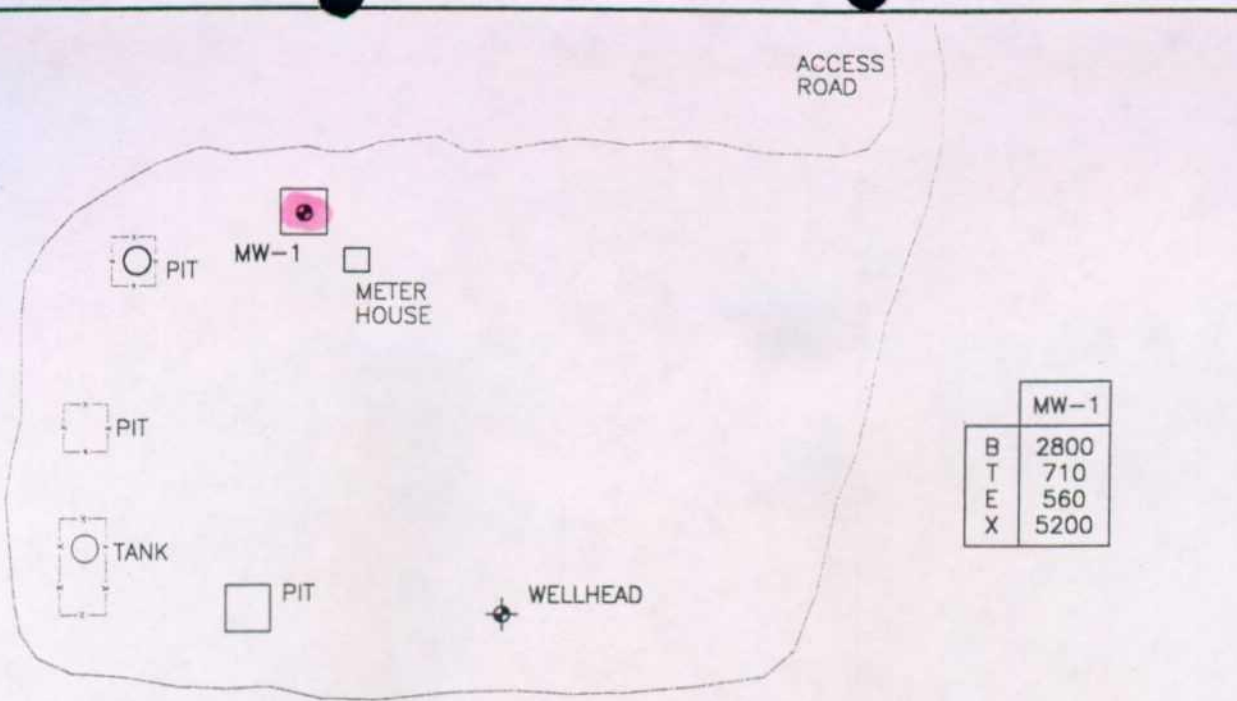 ACCESS
ROAD
MW-1
PIT
METER
HOUSE
PIT
TANK
PIT
WELLHEAD
MW-1
B 2800
T 710
E 560
X 5200